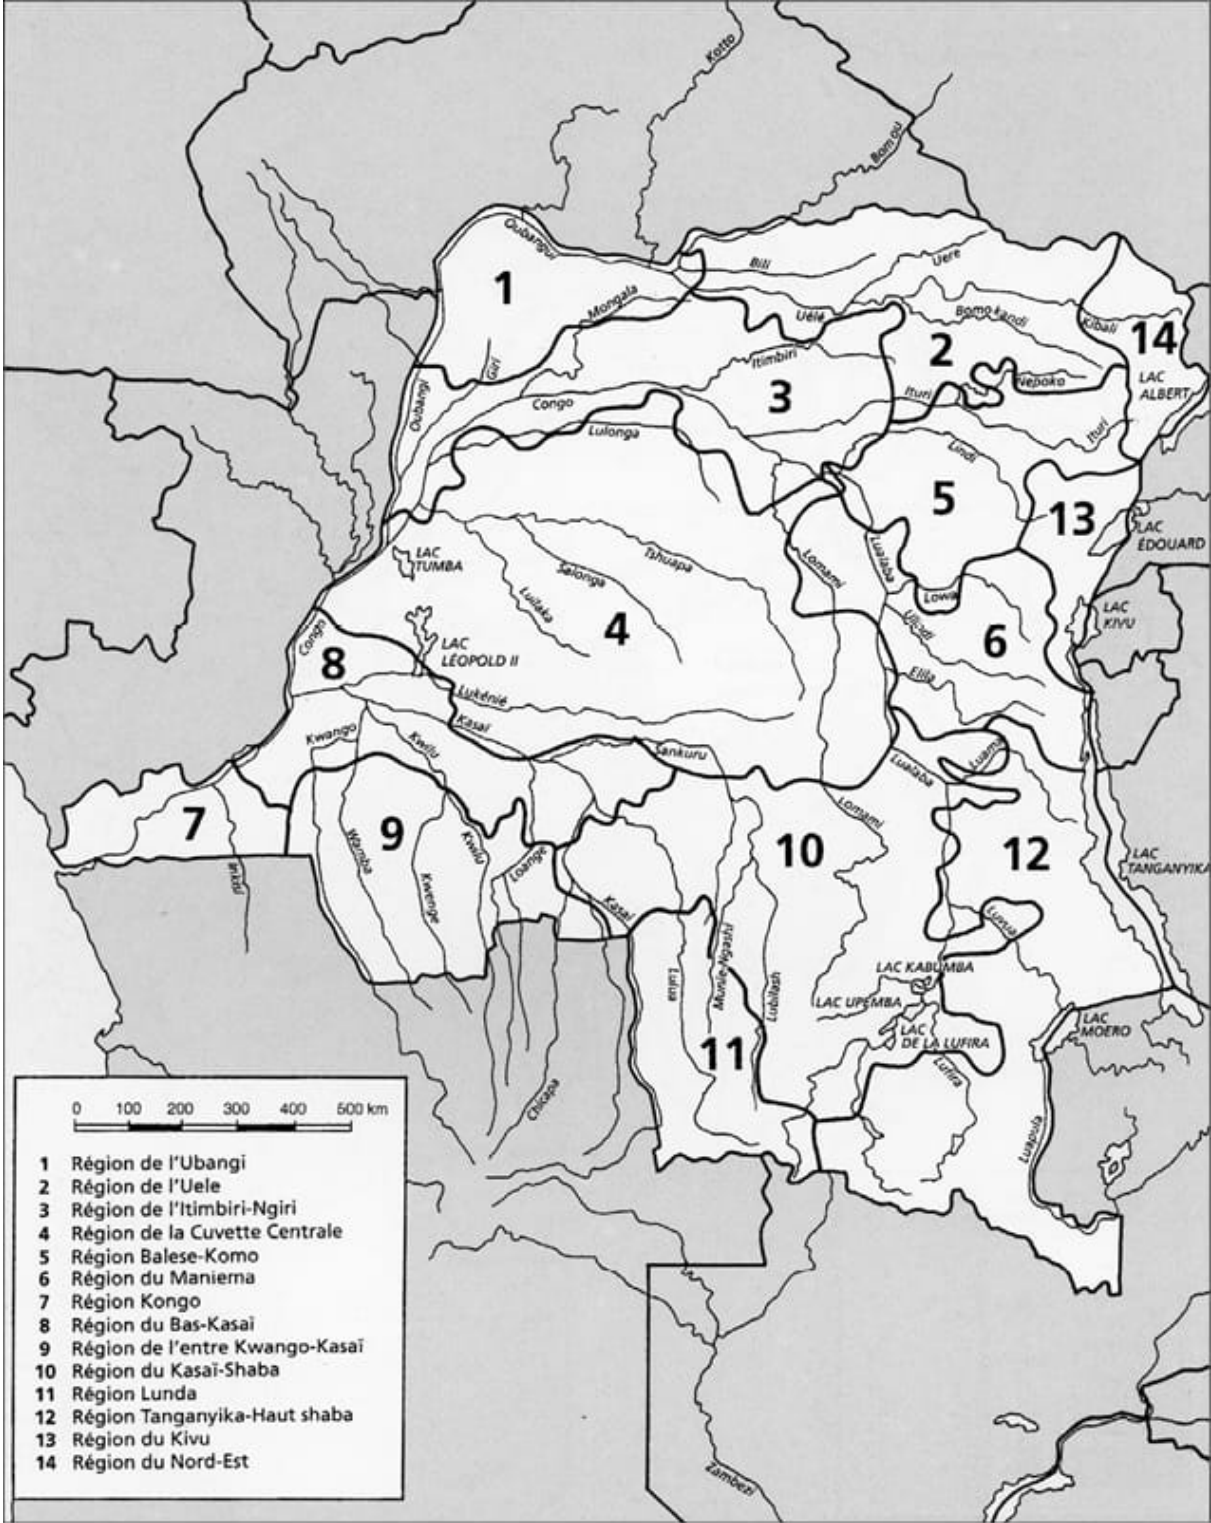 Kotto
Bomou
Oubangui
Bili
Uere
1
Mongala
Uélé
Bomokandi
Kibali
14
2
Itimbiri
Giri
Nepoko
LAC
ALBERT
Oubangi
3
Congo
Ituri
Lulonga
Ituri
Lindi
5
13
LAC
ÉDOUARD
LAC
TUMBA
Tshuapa
Lomami
Lualaba
Salonga
Luilaka
Lowa
LAC
KIVU
4
Ulindi
6
Congo
8
LAC
LÉOPOLD II
Elila
Lukénié
Kasaï
Kwango
Kwilu
Sankuru
Luama
Lualaba
7
9
Wamba
Kwilu
Lomami
10
12
Loange
LAC
TANGANYIKA
Inkisi
Kwenge
Kasaï
Luvua
Lulua
Munie-Ngashi
Lubilash
LAC KABUMBA
LAC UPEMBA
LAC
DE LA LUFIRA
LAC
MOERO
11
Lufira
Chicapa
Luapula
Zambezi
0 100 200 300 400 500 km
1 Région de l'Ubangi
2 Région de l'Uele
3 Région de l'Itimbiri-Ngiri
4 Région de la Cuvette Centrale
5 Région Balese-Komo
6 Région du Maniema
7 Région Kongo
8 Région du Bas-Kasaï
9 Région de l'entre Kwango-Kasaï
10 Région du Kasaï-Shaba
11 Région Lunda
12 Région Tanganyika-Haut shaba
13 Région du Kivu
14 Région du Nord-Est